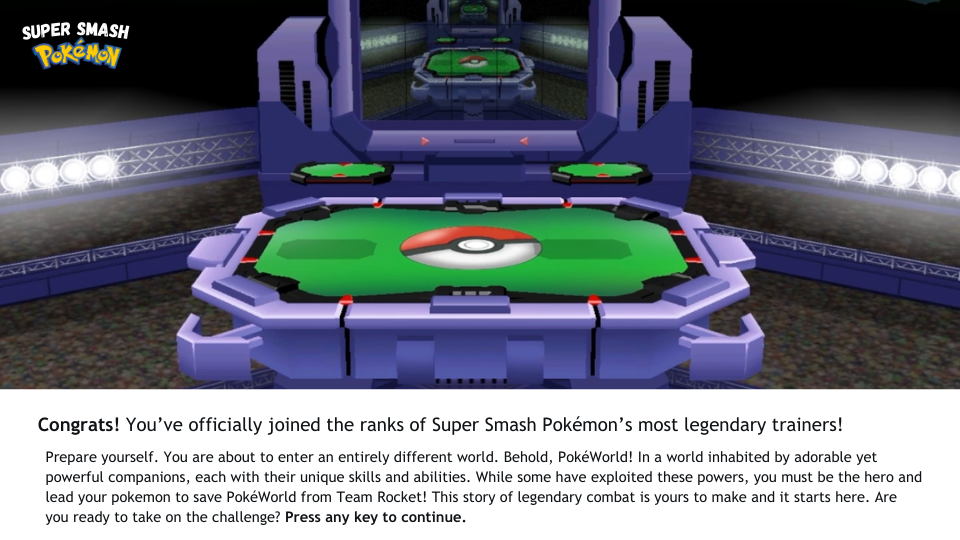 SUPER SMASH
POKéMON
Congrats! You’ve officially joined the ranks of Super Smash Pokémon’s most legendary trainers!
Prepare yourself. You are about to enter an entirely different world. Behold, PokéWorld! In a world inhabited by adorable yet
powerful companions, each with their unique skills and abilities. While some have exploited these powers, you must be the hero and
lead your pokemon to save PokéWorld from Team Rocket! This story of legendary combat is yours to make and it starts here. Are
you ready to take on the challenge? Press any key to continue.